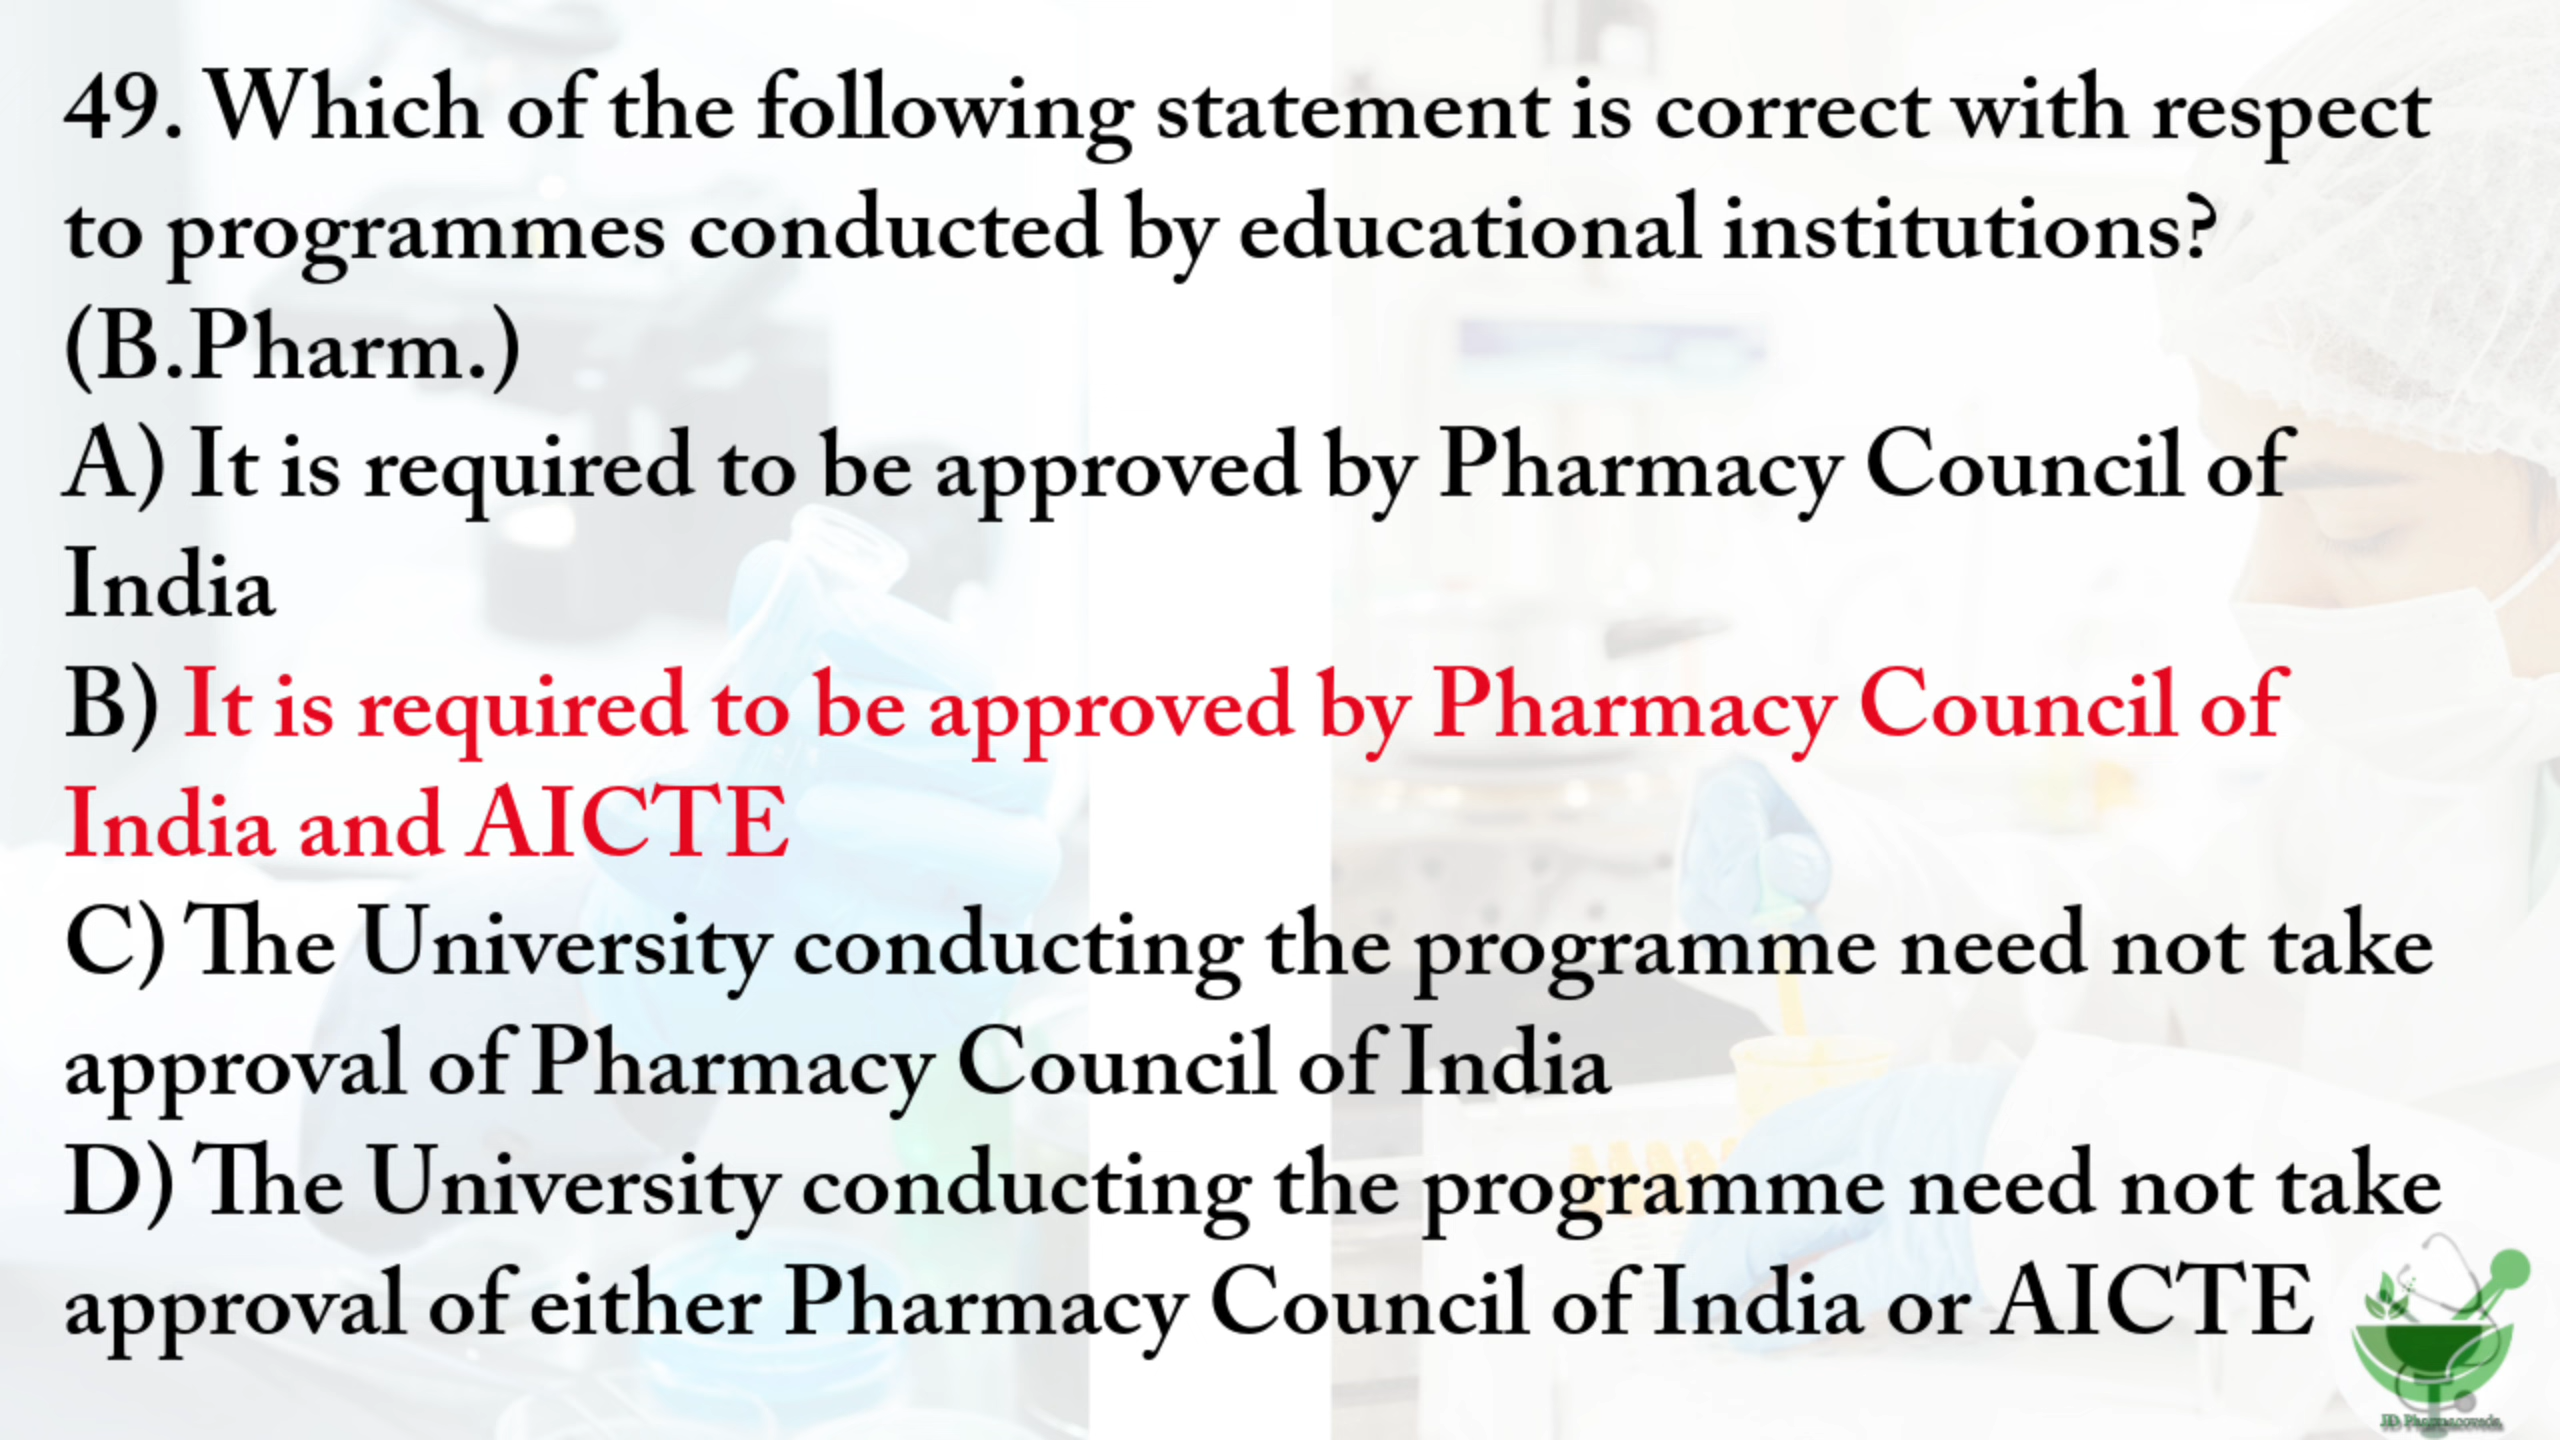 49. Which of the following statement is correct with respect
to programmes conducted by educational institutions?
(B.Pharm.)
A) It is required to be approved by Pharmacy Council of
India
B) It is required to be approved by Pharmacy Council of
India and AICTE
C) The University conducting the programme need not take
approval of Pharmacy Council of India
D) The University conducting the programme need not take
approval of either Pharmacy Council of India or AICTE